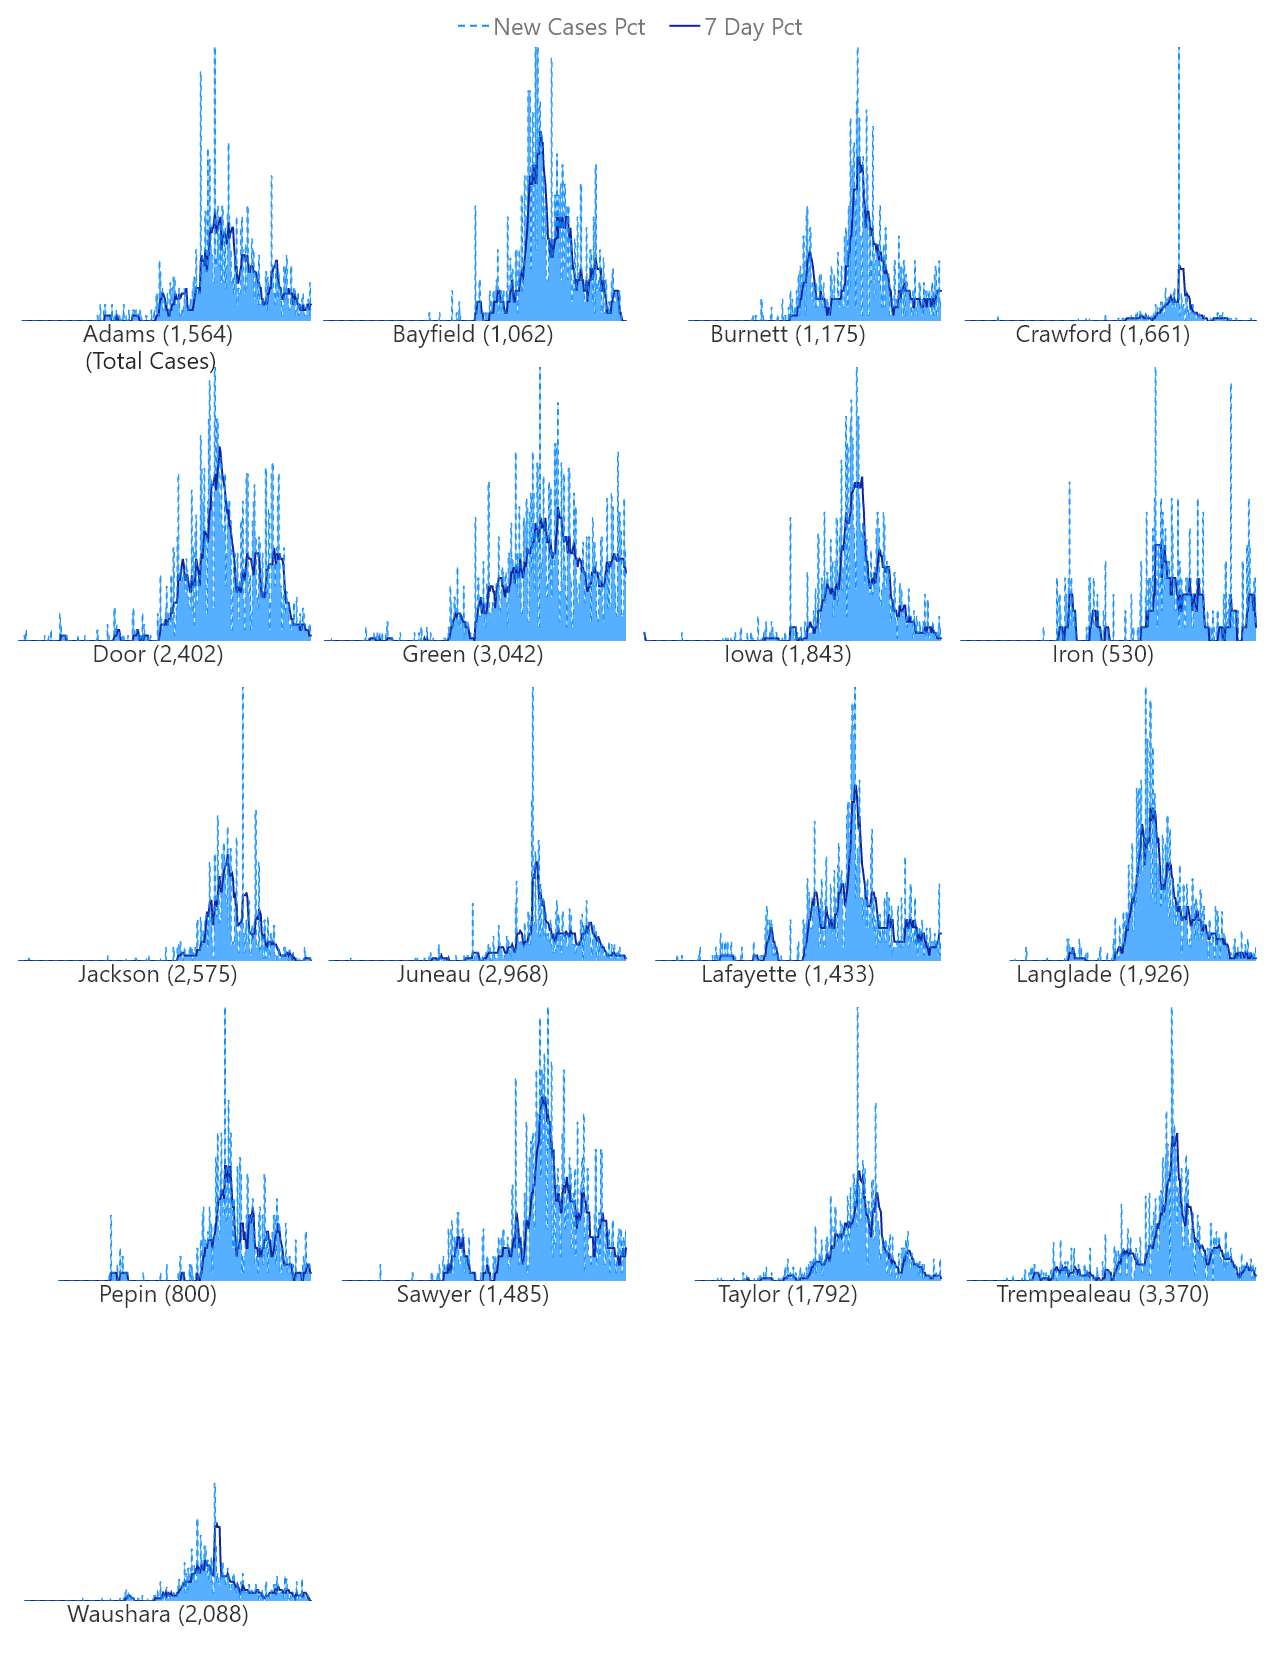 New Cases Pct 7 Day Pct
Adams (1,564) Bayfield (1,062) Burnett (1,175) Crawford (1,661)
(Total Cases)
Door (2,402) Green (3,042) Iowa (1,843) Iron (530)
Jackson (2,575) Juneau (2,968) Lafayette (1,433) Langlade (1,926)
Pepin (800) Sawyer (1,485) Taylor (1,792) Trempealeau (3,370)
Waushara (2,088)